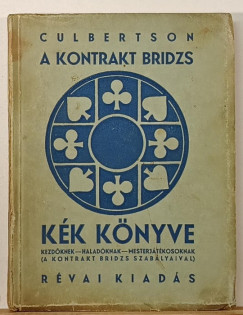 CULBERTSON
A KONTRAKT BRIDZS
KÉK KÖNYVE
KEZDŐKNEK—HALADÓKNAK—MESTERJÁTÉKOSOKNAK
(A KONTRAKT BRIDZS SZABÁLYAIVAL)
RÉVAI KIADÁS